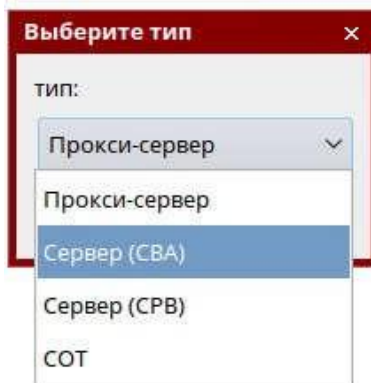 Выберите тип
тип:
Прокси-сервер
Прокси-сервер
Сервер (СВА)
Сервер (СРВ)
СОТ